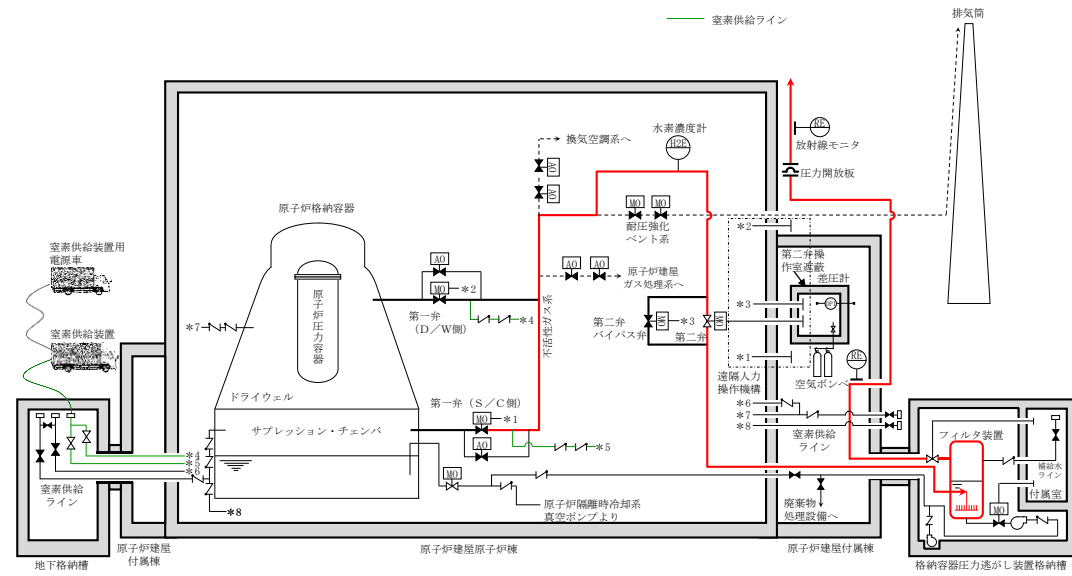 窒素供給ライン
排気筒
水素濃度計
H2E
換気空調系へ
AO
AO
RE
放射線モニタ
圧力開放板
原子炉格納容器
MO
MO
耐圧強化
ベント系
*2
第二弁操
作室遮蔽
差圧計
窒素供給装置用
電源車
AO
MO
*2
AO
AO
原子炉建屋
ガス処理系へ
原子炉圧力容器
不活性ガス系
*3
*4
第一弁
(D/W側)
*7
第二弁
バイパス弁
MO
*3
第二弁
MO
窒素供給装置
*1
RE
遠隔人力
操作機構
空気ボンベ
ドライウェル
第一弁(S/C側)
MO
*1
*6
*7
*8
サプレッション・チェンバ
AO
*5
窒素供給
ライン
フィルタ装置
*4
*5
*6
補給水
ライン
MO
付属室
窒素供給
ライン
*8
原子炉隔離時冷却系
真空ポンプより
廃棄物
処理設備へ
MO
原子炉建屋
付属棟
原子炉建屋原子炉棟
原子炉建屋付属棟
地下格納槽
格納容器圧力逃がし装置格納槽